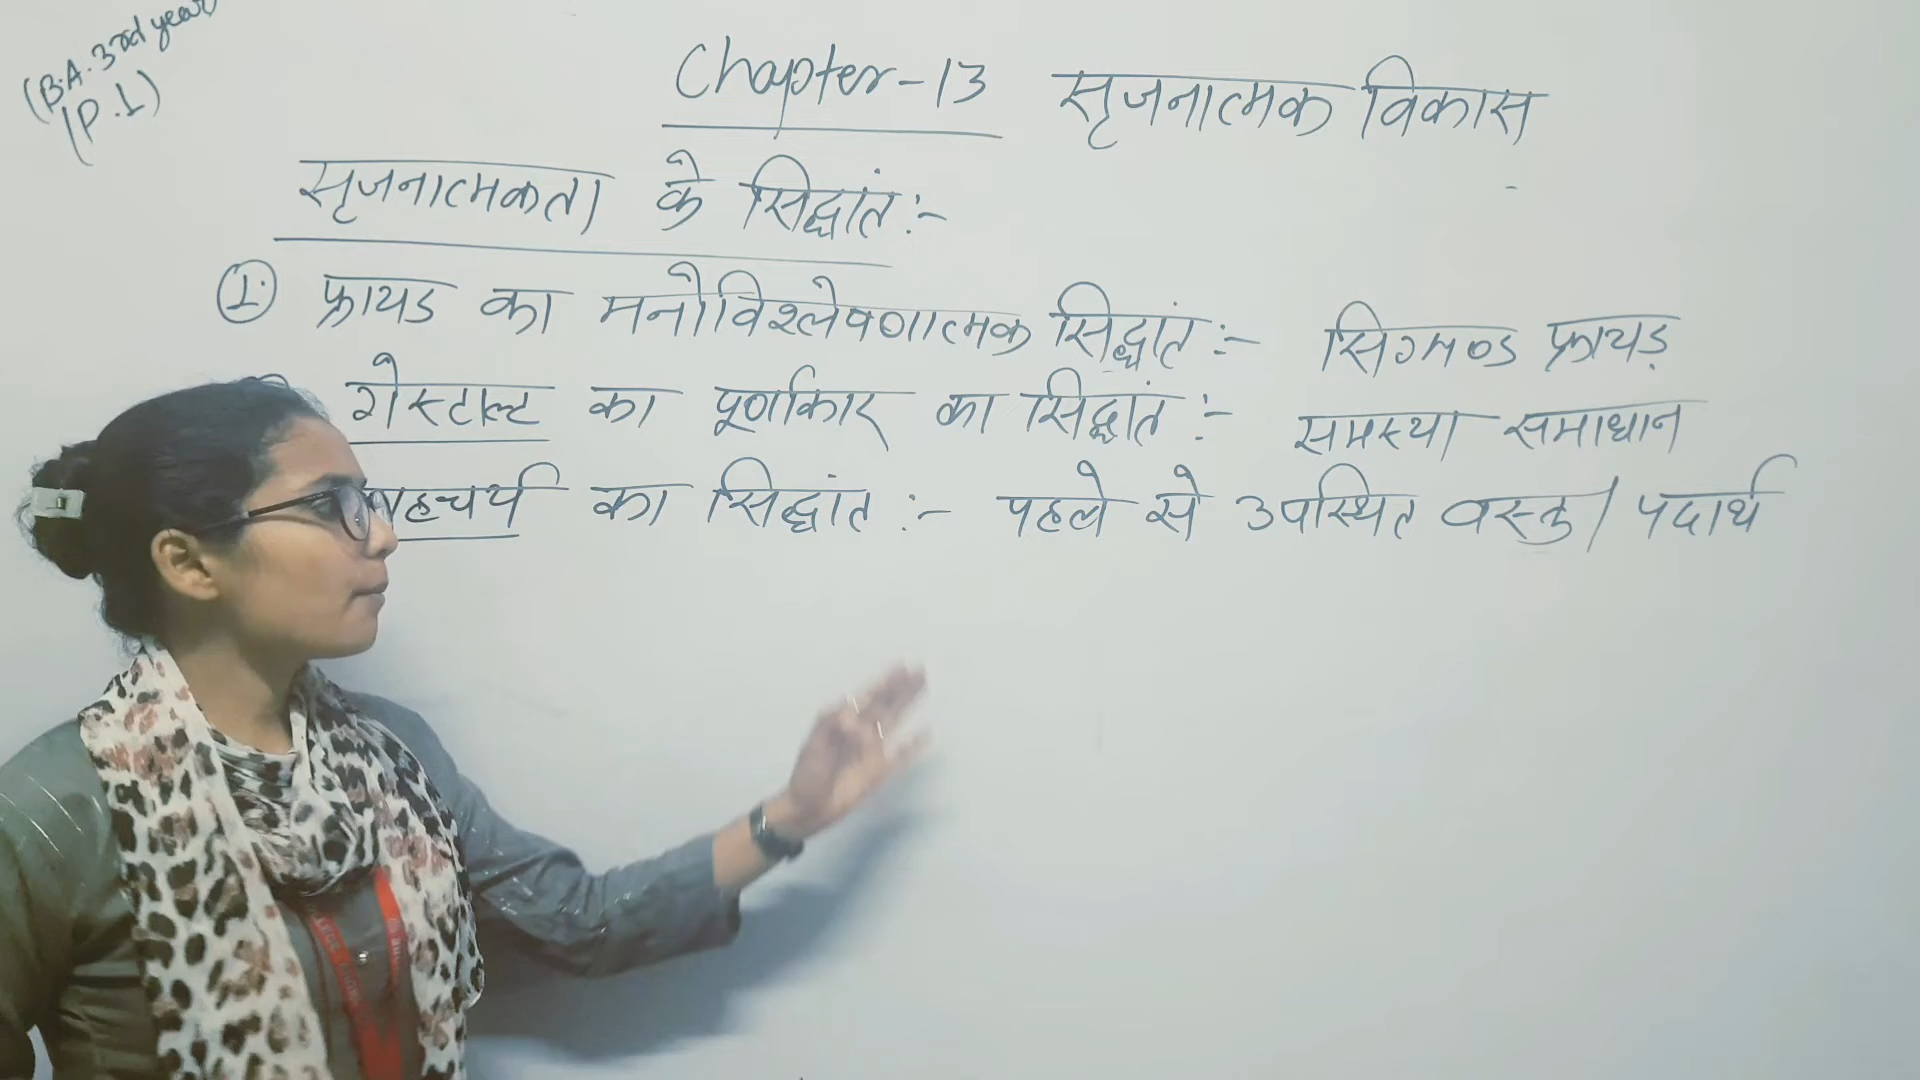 (B.A. 3rd year)
(P.1)
Chapter-13 सृजनात्मक विकास
सृजनात्मकता के सिद्धांत:-
1. फ्रायड का मनोविश्लेषणात्मक सिद्धांत:- सिगमण्ड फ्रायड़
गेस्टाल्ट का पूर्णाकार का सिद्धांत:- समस्या समाधान
का सिद्धांत:- पहले से उपस्थित वस्तु/पदार्थ